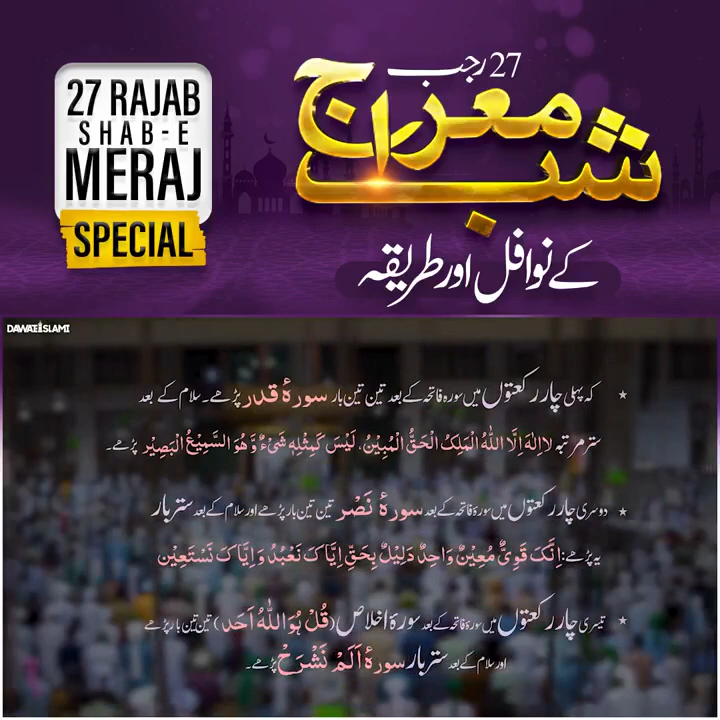 27 RAJAB
SHAB-E
MERAJ
SPECIAL
27 رجب
شب معراج
کے نوافل اور طریقہ
DAWATEISLAMI
★ کہ پہلی چار رکعتوں میں سورہ فاتحہ کے بعد تین تین بار سورۂ قدر پڑھے۔ سلام کے بعد
ستر مرتبہ لَا اِلٰهَ اِلَّا اللّٰهُ الْمَلِكُ الْحَقُّ الْمُبِيْنُ، لَيْسَ كَمِثْلِهٖ شَيْءٌ وَّهُوَ السَّمِيْعُ الْبَصِيْر پڑھے۔
★ دوسری چار رکعتوں میں سورۂ فاتحہ کے بعد سورۂ نَصْر تین تین بار پڑھے اور سلام کے بعد ستر بار
یہ پڑھے: اِنَّكَ قَوِيٌّ مُعِيْنٌ وَاحِدٌ دَلِيْلٌ بِحَقِّ اِيَّاكَ نَعْبُدُ وَاِيَّاكَ نَسْتَعِيْن
★ تیسری چار رکعتوں میں سورۂ فاتحہ کے بعد سورۂ اخلاص (قُلْ هُوَ اللّٰهُ اَحَد) تین تین بار پڑھے
اور سلام کے بعد ستر بار سورۂ اَلَمْ نَشْرَحْ پڑھے۔